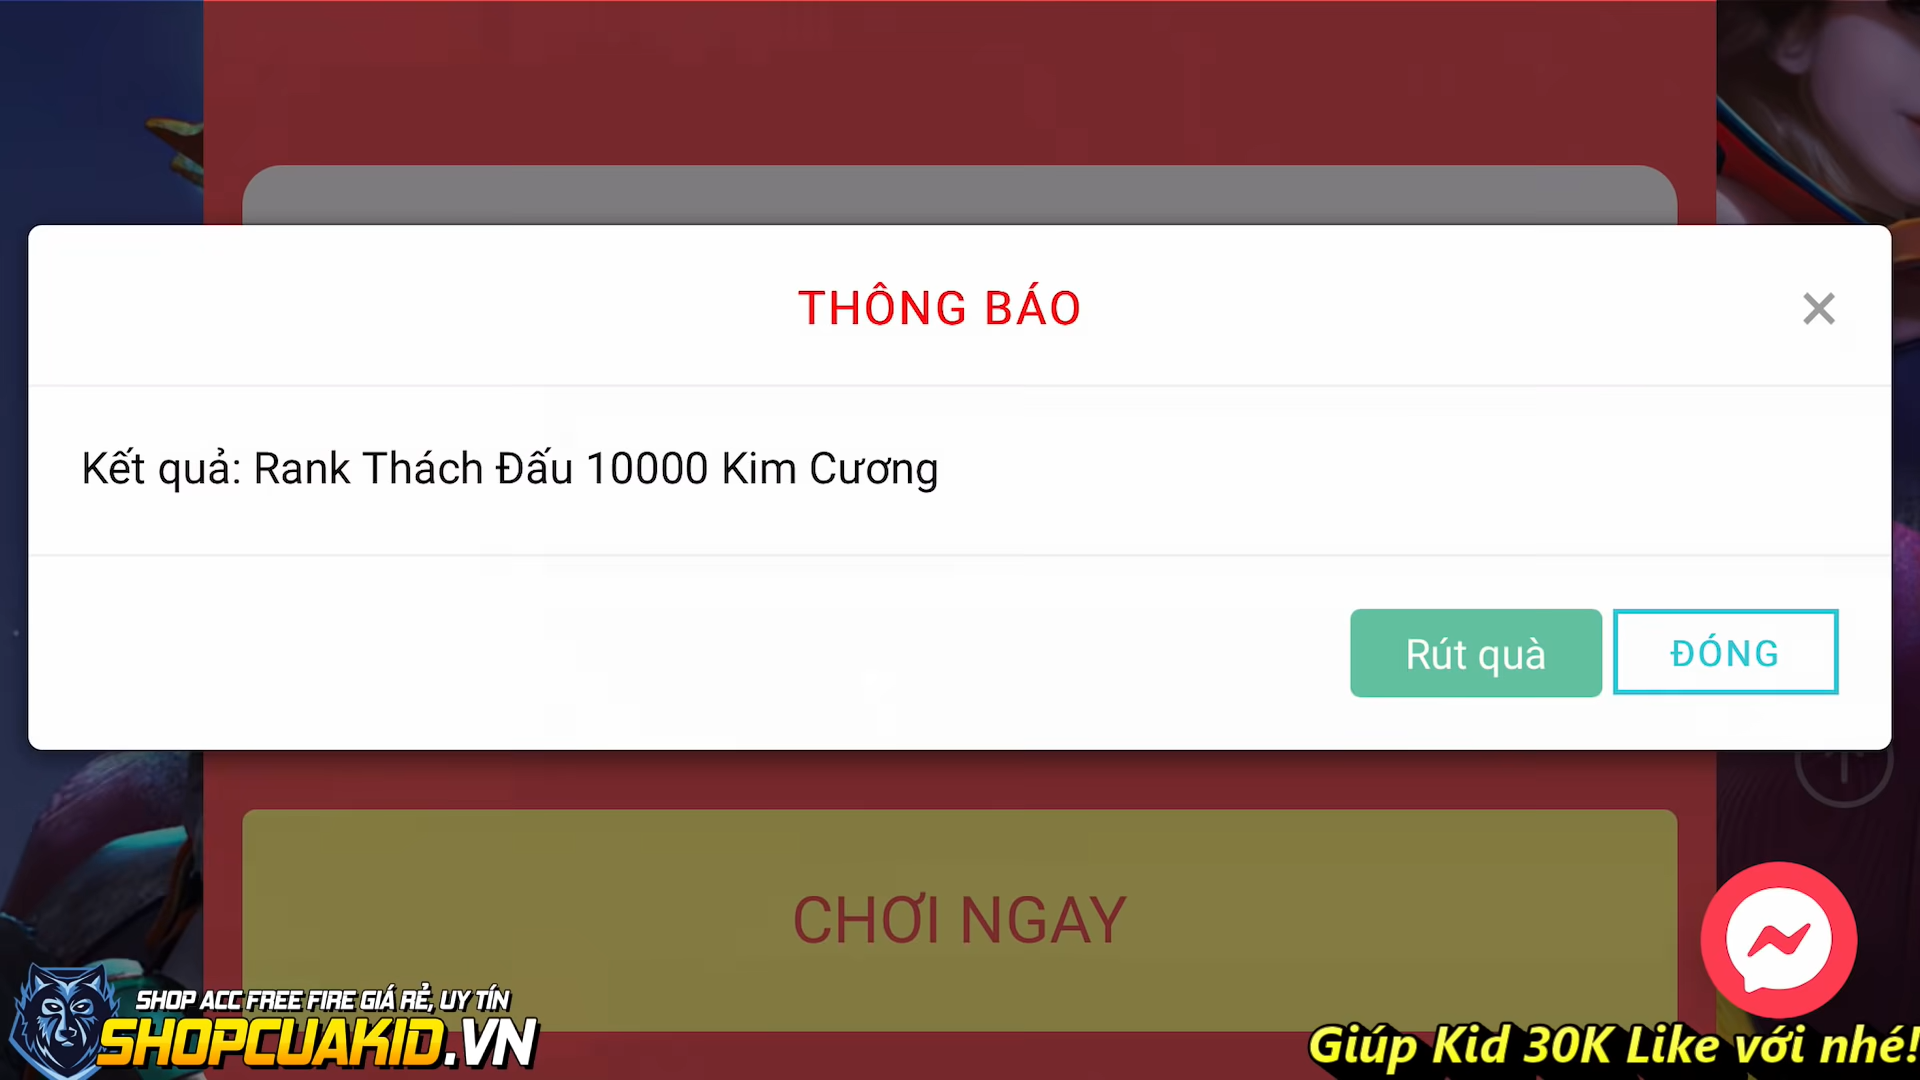 THÔNG BÁO
Kết quả: Rank Thách Đấu 10000 Kim Cương
Rút quà
ĐÓNG
CHƠI NGAY
SHOP ACC FREE FIRE GIÁ RẺ, UY TÍN
SHOPCUAKID.VN
Giúp Kid 30K Like với nhé!